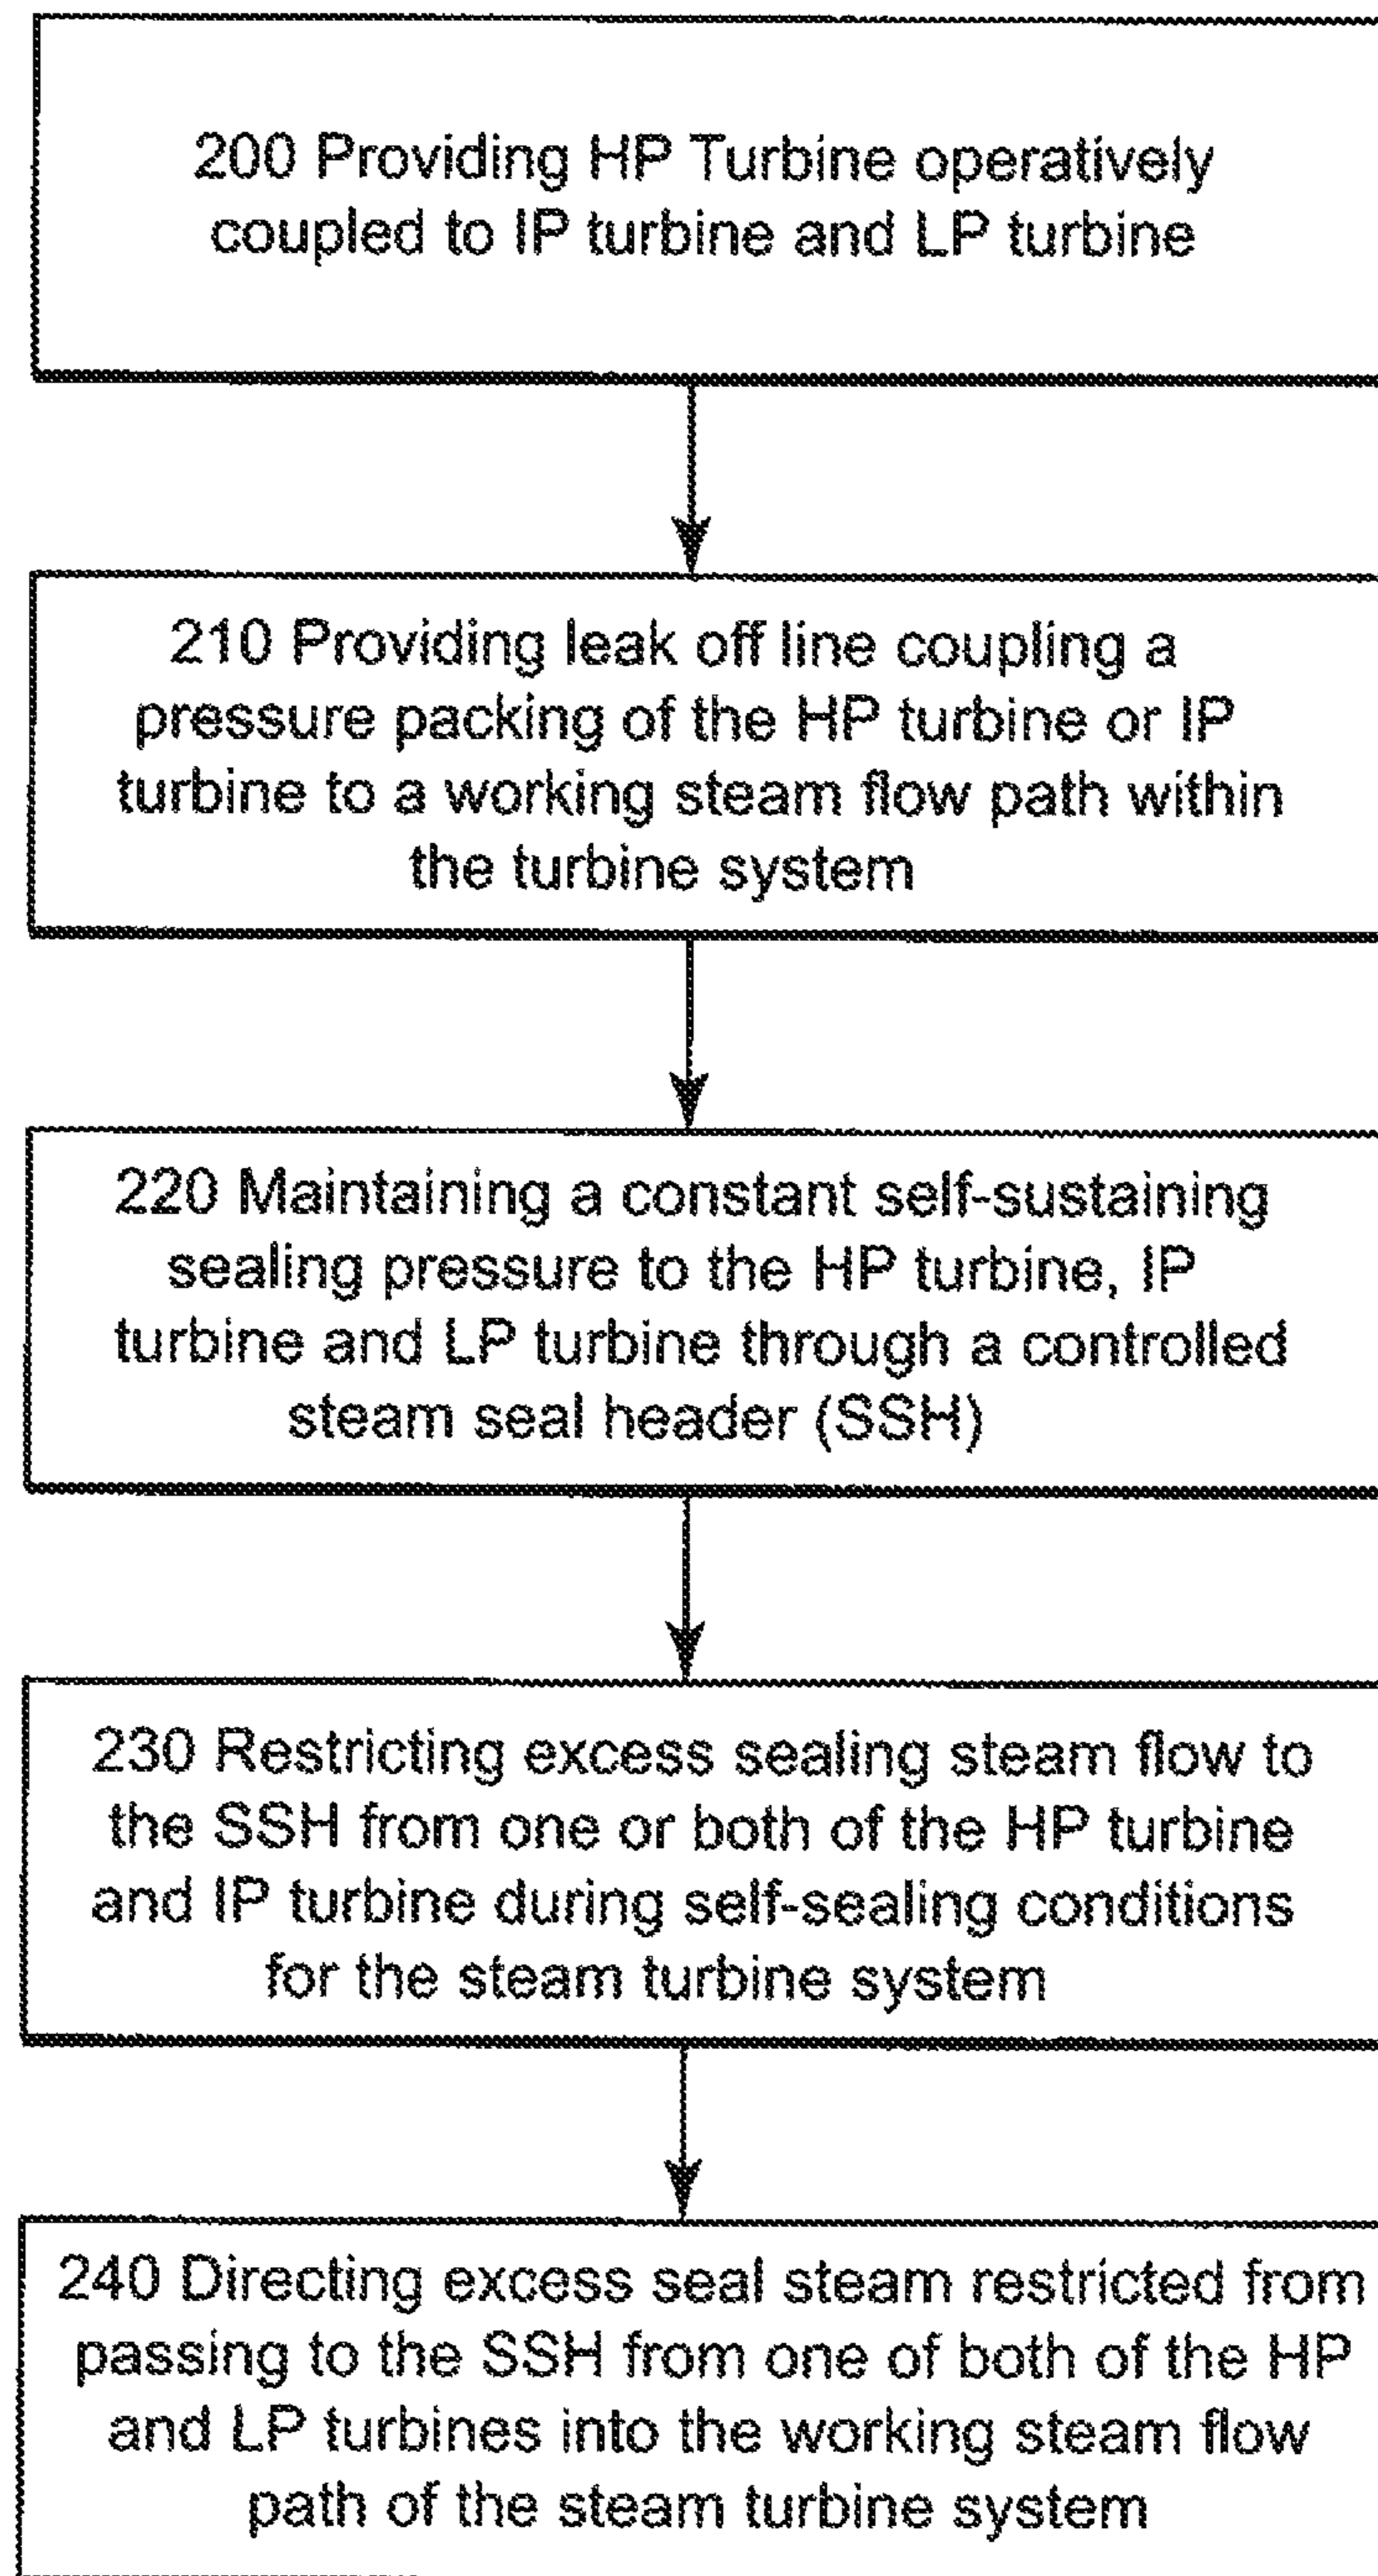 200 Providing HP Turbine operatively
coupled to IP turbine and LP turbine
210 Providing leak off line coupling a
pressure packing of the HP turbine or IP
turbine to a working steam flow path within
the turbine system
220 Maintaining a constant self-sustaining
sealing pressure to the HP turbine, IP
turbine and LP turbine through a controlled
steam seal header (SSH)
230 Restricting excess sealing steam flow to
the SSH from one or both of the HP turbine
and IP turbine during self-sealing conditions
for the steam turbine system
240 Directing excess seal steam restricted from
passing to the SSH from one of both of the HP
and LP turbines into the working steam flow
path of the steam turbine system